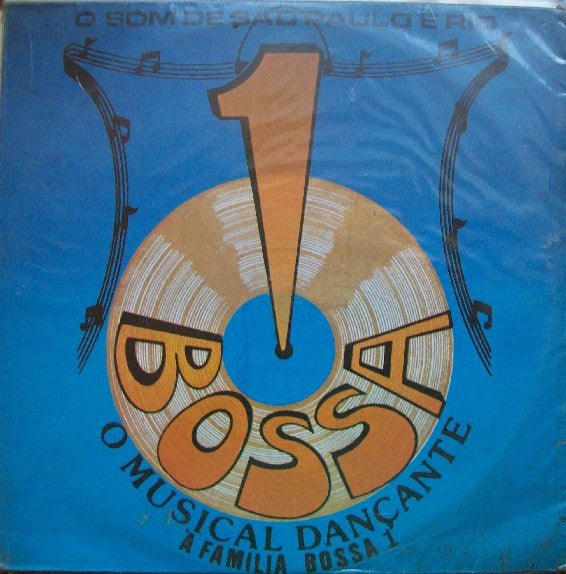 O SOM DE SÃO PAULO E RIO
1
BOSSA
O MUSICAL DANÇANTE
A FAMILIA BOSSA 1